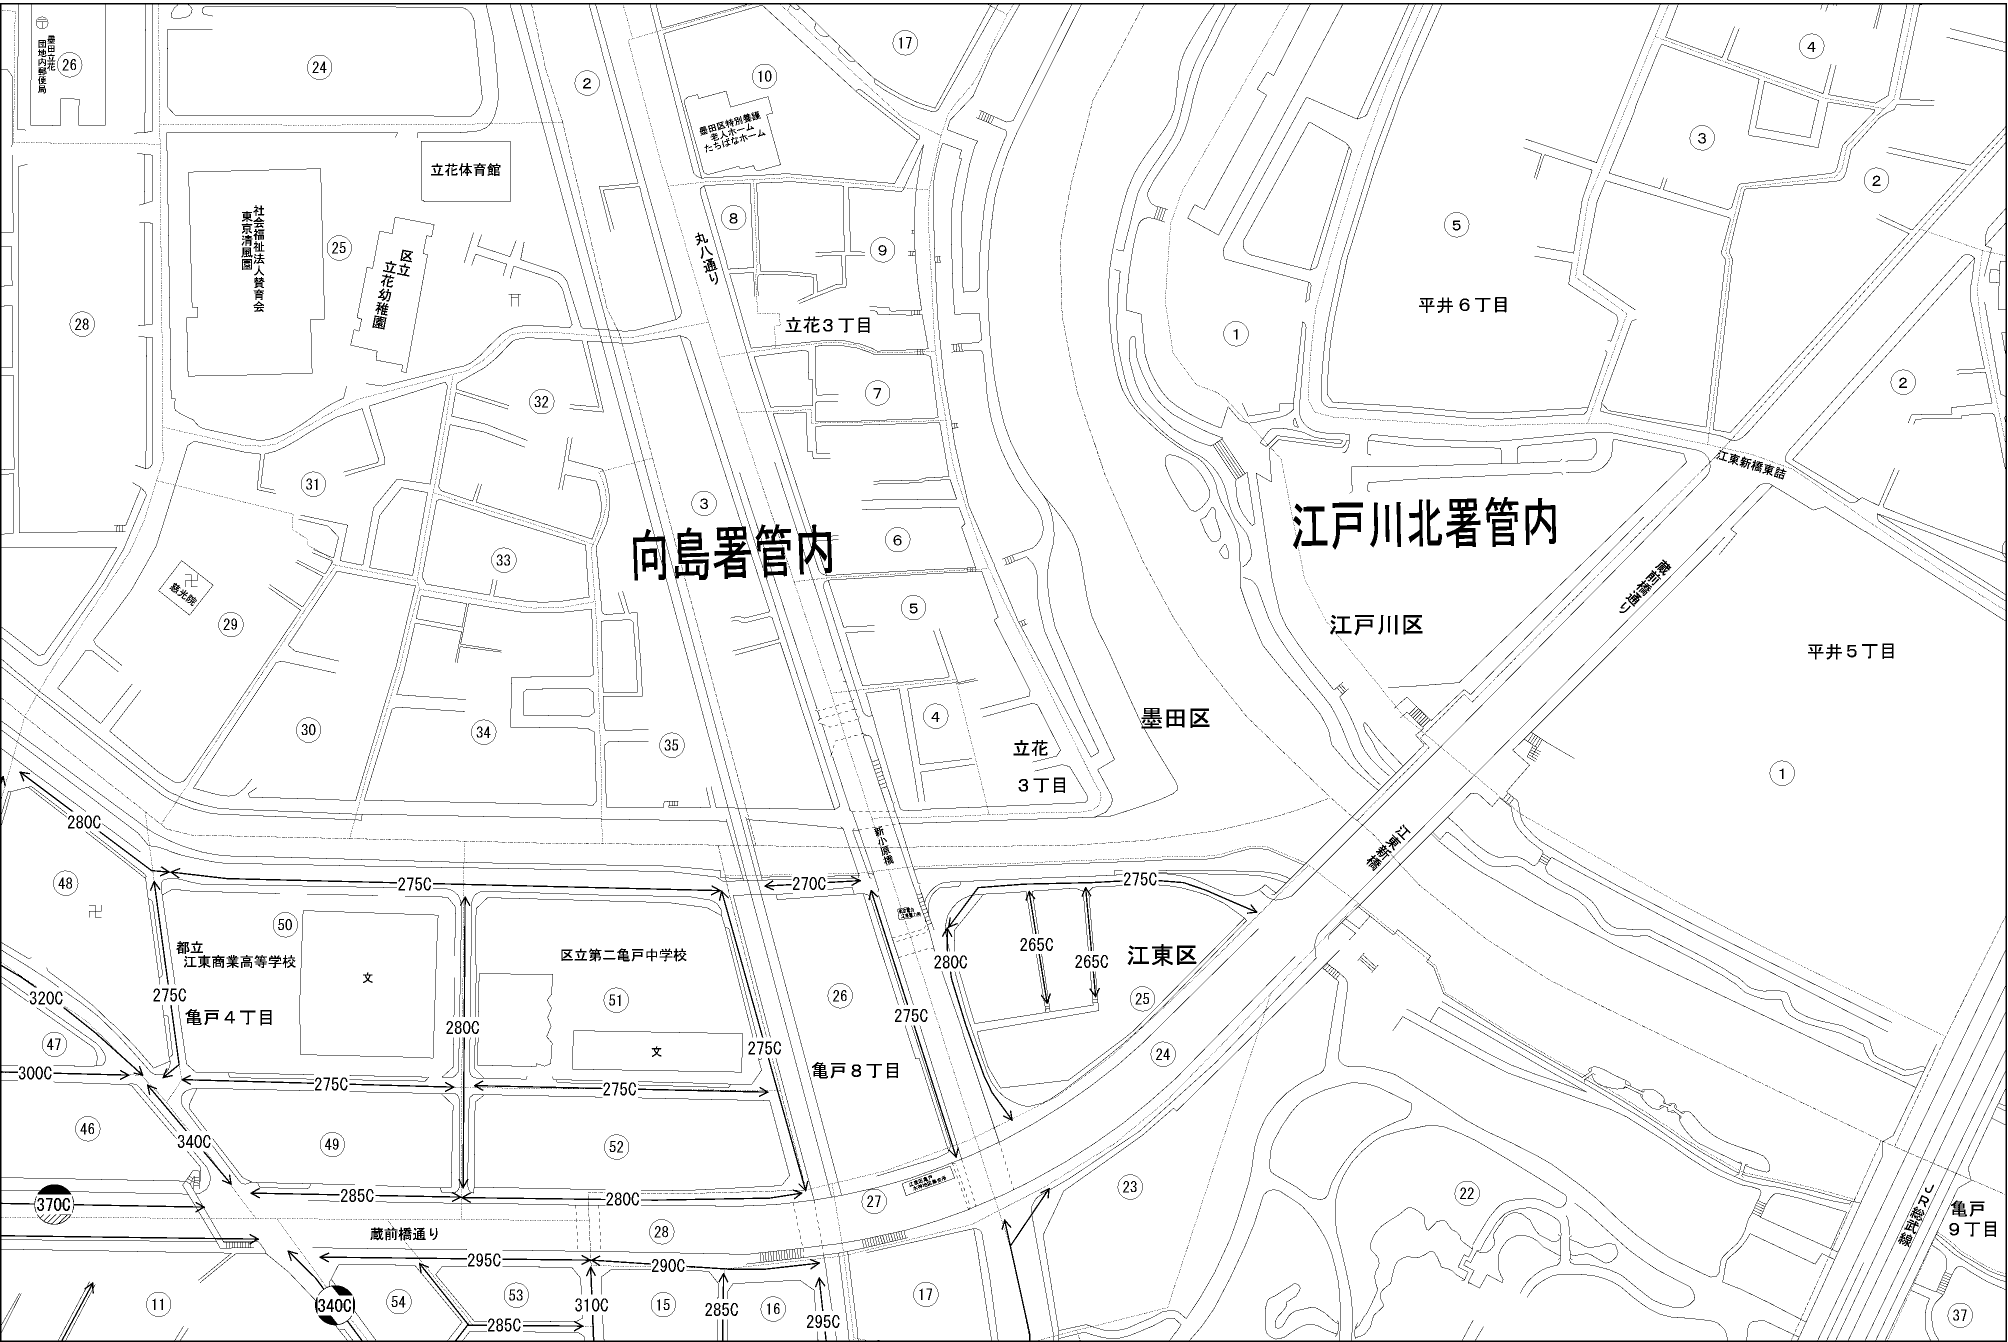 墨田立花
団地内郵便局
26
24
2
10
17
4
3
2
墨田区特別養護
老人ホーム
たちばなホーム
立花体育館
社会福祉法人賛育会
東京清風園
25
区立
立花幼稚園
丸八通り
8
9
5
28
平井6丁目
立花3丁目
1
7
2
32
31
江東新橋東詰
3
向島署管内
江戸川北署管内
6
33
慈光院
29
5
蔵前橋通り
江戸川区
平井5丁目
30
34
35
4
墨田区
立花
3丁目
1
280C
新小原橋
江東新橋
48
275C
270C
275C
50
都立
江東商業高等学校
文
区立第二亀戸中学校
265C
265C
280C
江東区
320C
275C
51
26
25
亀戸4丁目
280C
275C
275C
47
文
24
300C
275C
275C
亀戸8丁目
46
340C
49
52
23
22
JR総武線
亀戸
9丁目
370C
285C
280C
27
蔵前橋通り
28
295C
290C
11
340C
54
53
285C
310C
15
285C
16
295C
17
37